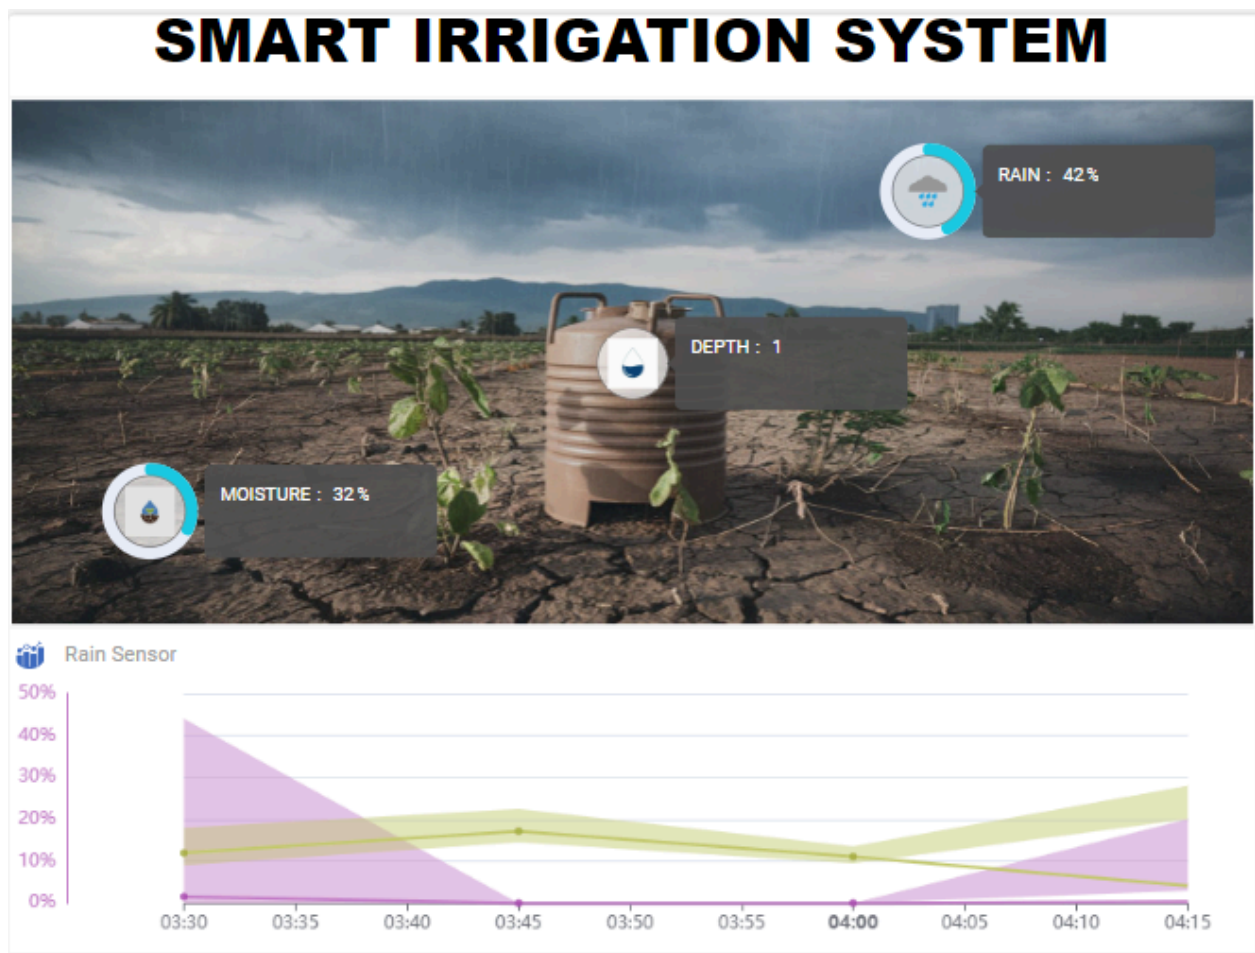 SMART IRRIGATION SYSTEM
RAIN : 42%
DEPTH : 1
MOISTURE : 32%
Rain Sensor
50%
40%
30%
20%
10%
0%
03:30 03:35 03:40 03:45 03:50 03:55 04:00 04:05 04:10 04:15